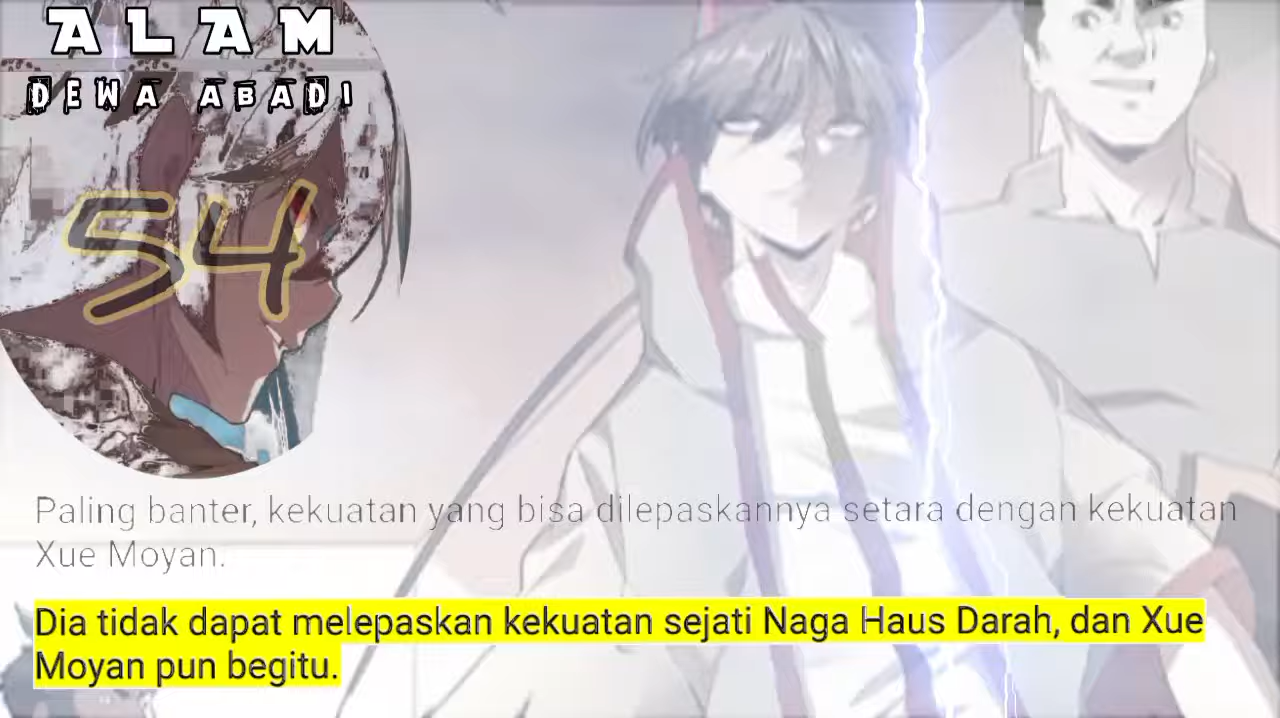 ALAM
DEWA ABADI
54
Paling banter, kekuatan yang bisa dilepaskannya setara dengan kekuatan
Xue Moyan.
Dia tidak dapat melepaskan kekuatan sejati Naga Haus Darah, dan Xue
Moyan pun begitu.